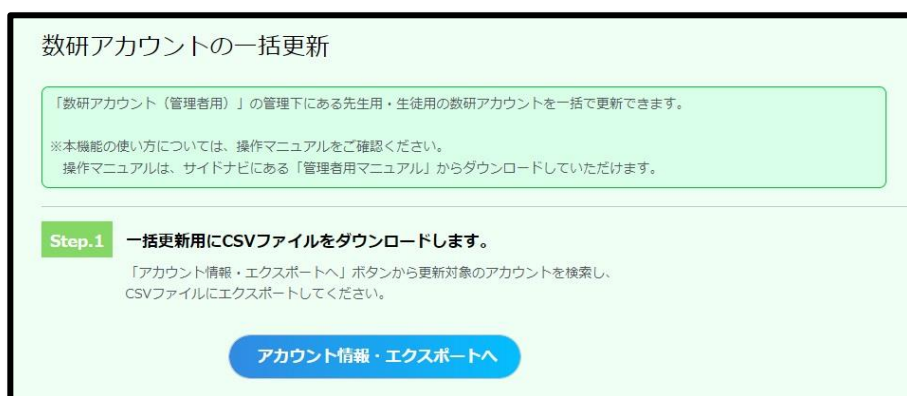 数研アカウントの一括更新
「数研アカウント（管理者用）」の管理下にある先生用・生徒用の数研アカウントを一括で更新できます。
※本機能の使い方については、操作マニュアルをご確認ください。
操作マニュアルは、サイドナビにある「管理者用マニュアル」からダウンロードしていただけます。
Step.1 一括更新用にCSVファイルをダウンロードします。
「アカウント情報・エクスポートへ」ボタンから更新対象のアカウントを検索し、
CSVファイルにエクスポートしてください。
アカウント情報・エクスポートへ